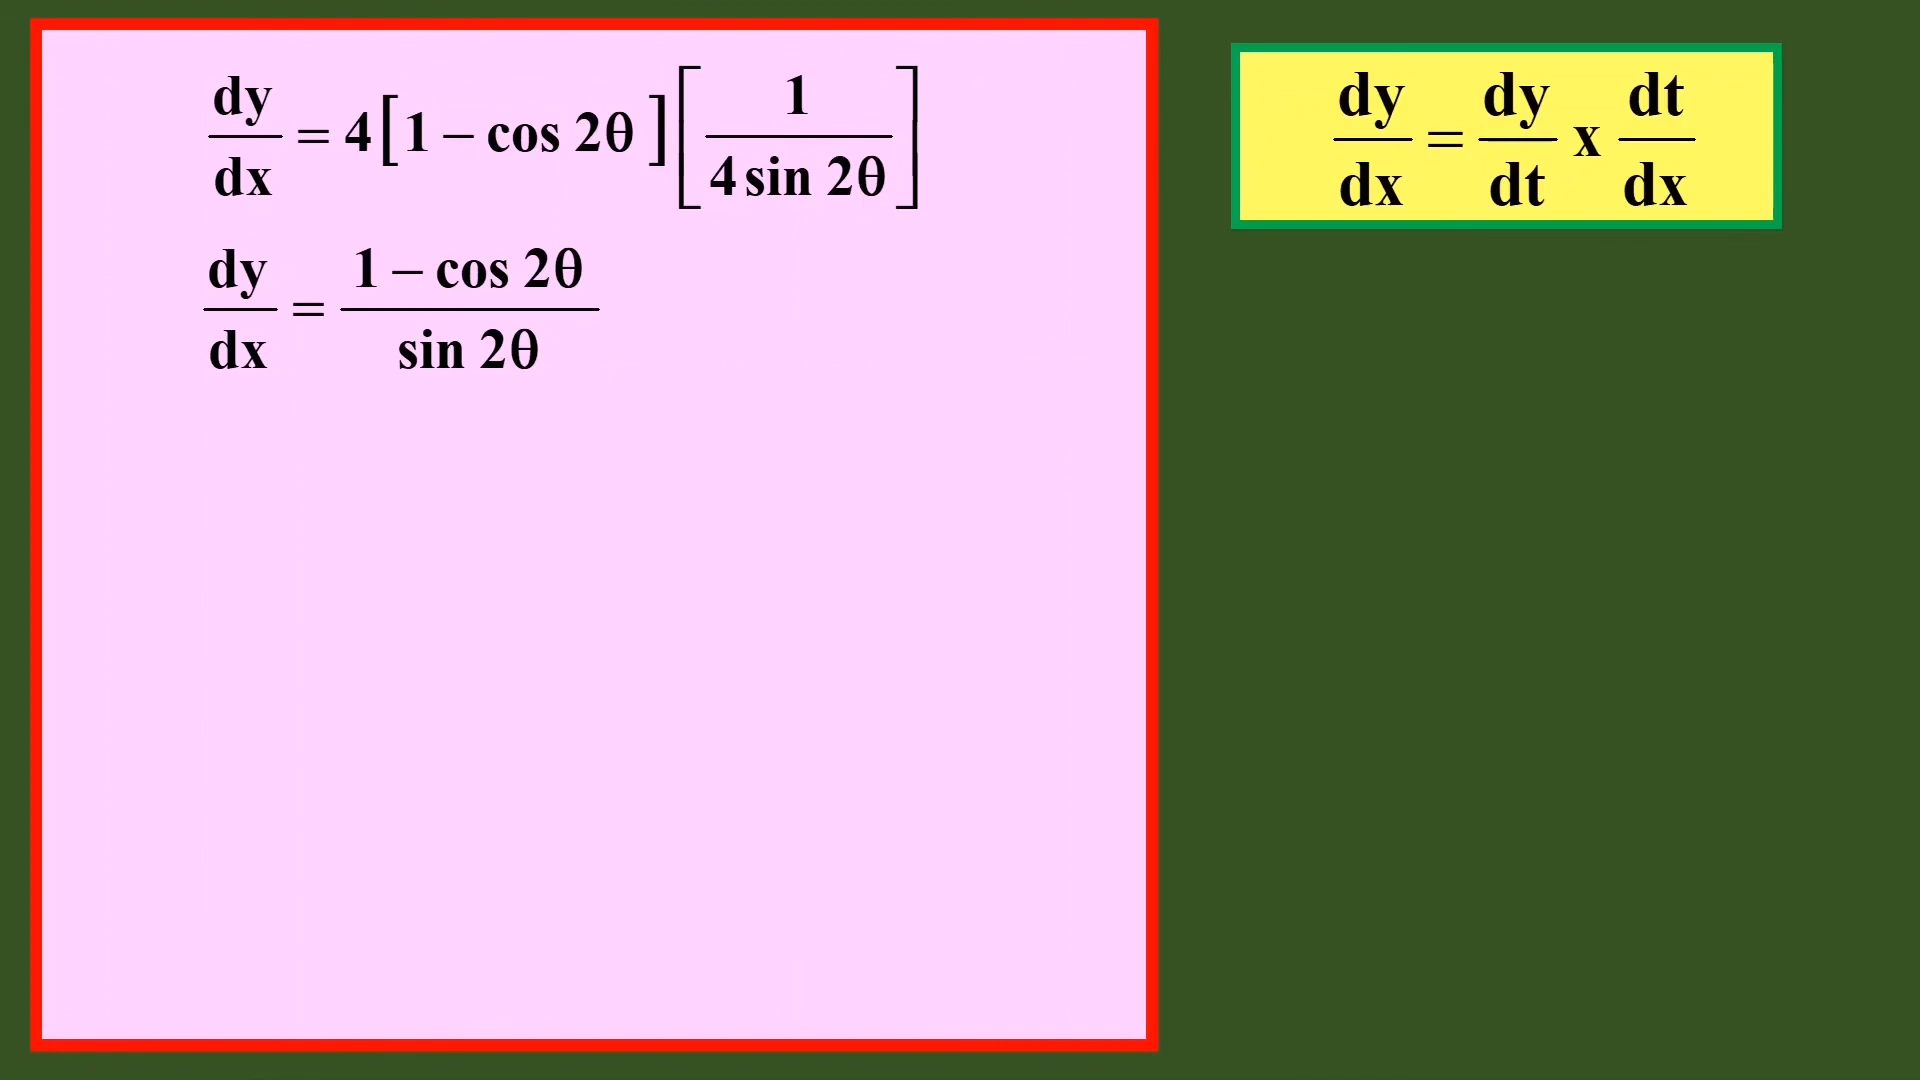 dy/dx = 4[1 − cos 2θ][1/(4 sin 2θ)]
dy/dx = (1 − cos 2θ)/(sin 2θ)
dy/dx = dy/dt x dt/dx